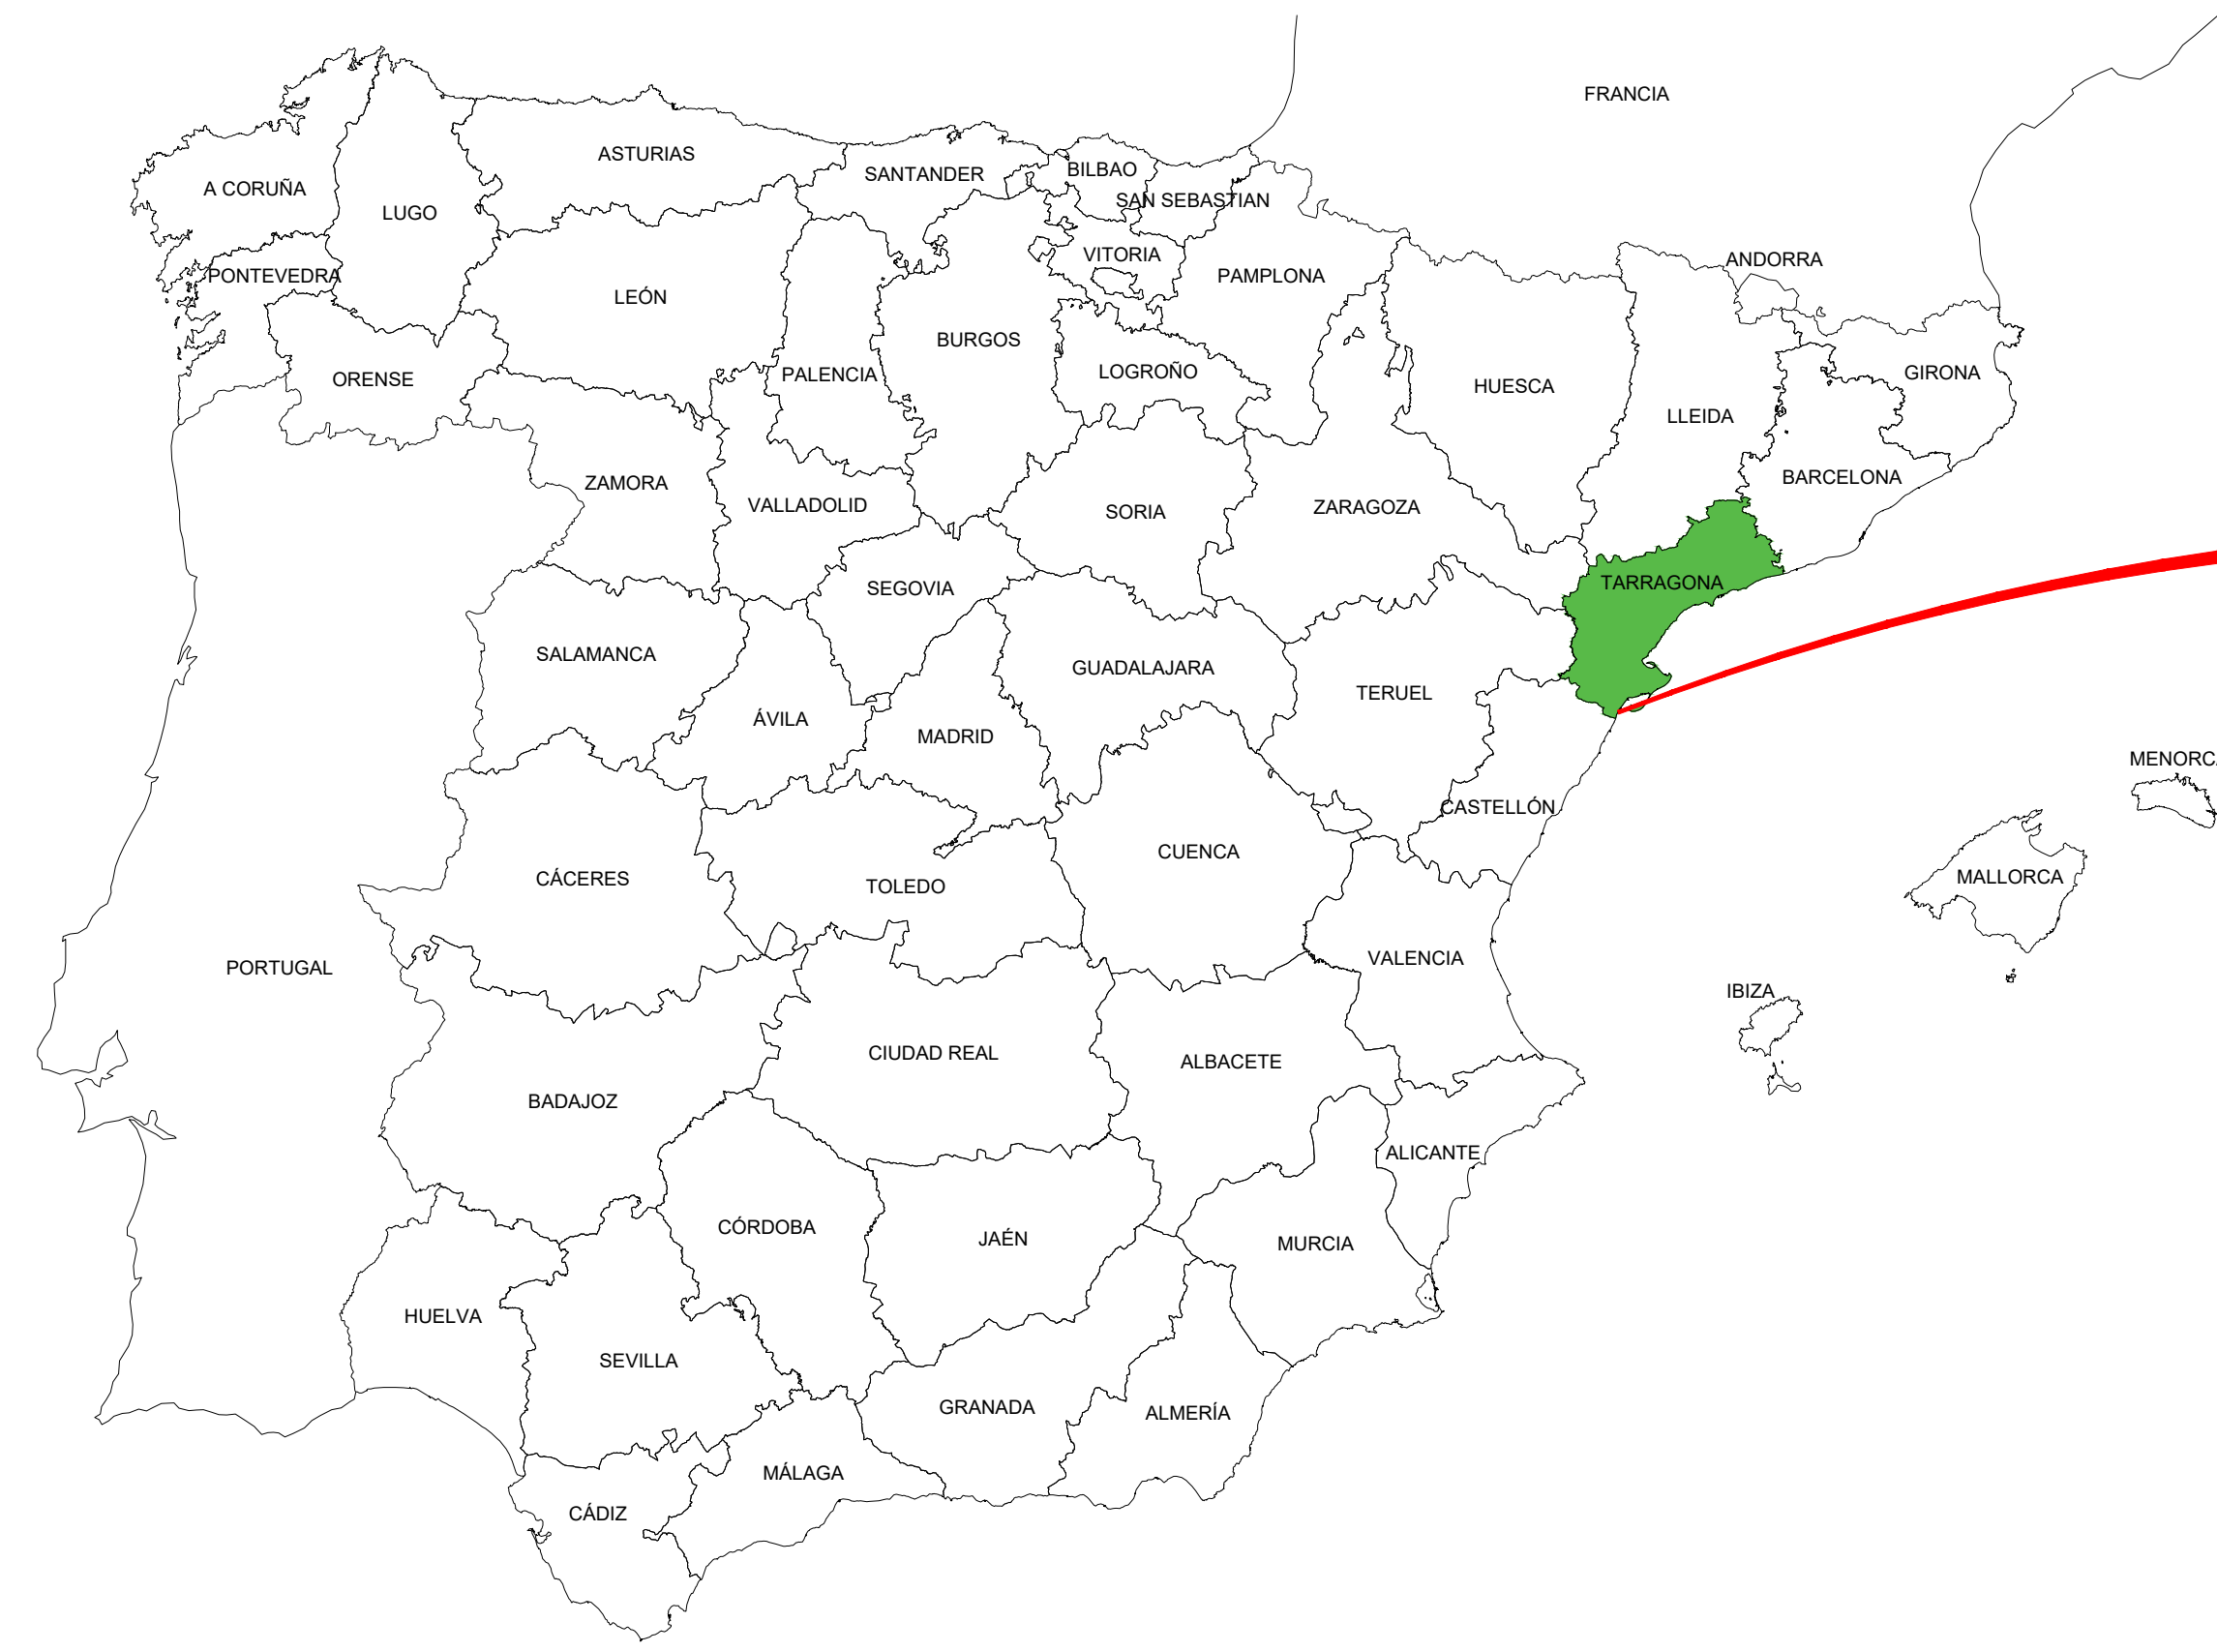 FRANCIA
ASTURIAS
SANTANDER
BILBAO
A CORUÑA
SAN SEBASTIAN
LUGO
VITORIA
ANDORRA
PONTEVEDRA
PAMPLONA
LEÓN
BURGOS
LOGROÑO
GIRONA
PALENCIA
ORENSE
HUESCA
LLEIDA
BARCELONA
ZAMORA
VALLADOLID
ZARAGOZA
SORIA
TARRAGONA
SEGOVIA
SALAMANCA
GUADALAJARA
TERUEL
ÁVILA
MADRID
MENORCA
CASTELLÓN
CUENCA
MALLORCA
CÁCERES
TOLEDO
VALENCIA
PORTUGAL
IBIZA
CIUDAD REAL
ALBACETE
BADAJOZ
ALICANTE
CÓRDOBA
JAÉN
MURCIA
HUELVA
SEVILLA
GRANADA
ALMERÍA
MÁLAGA
CÁDIZ